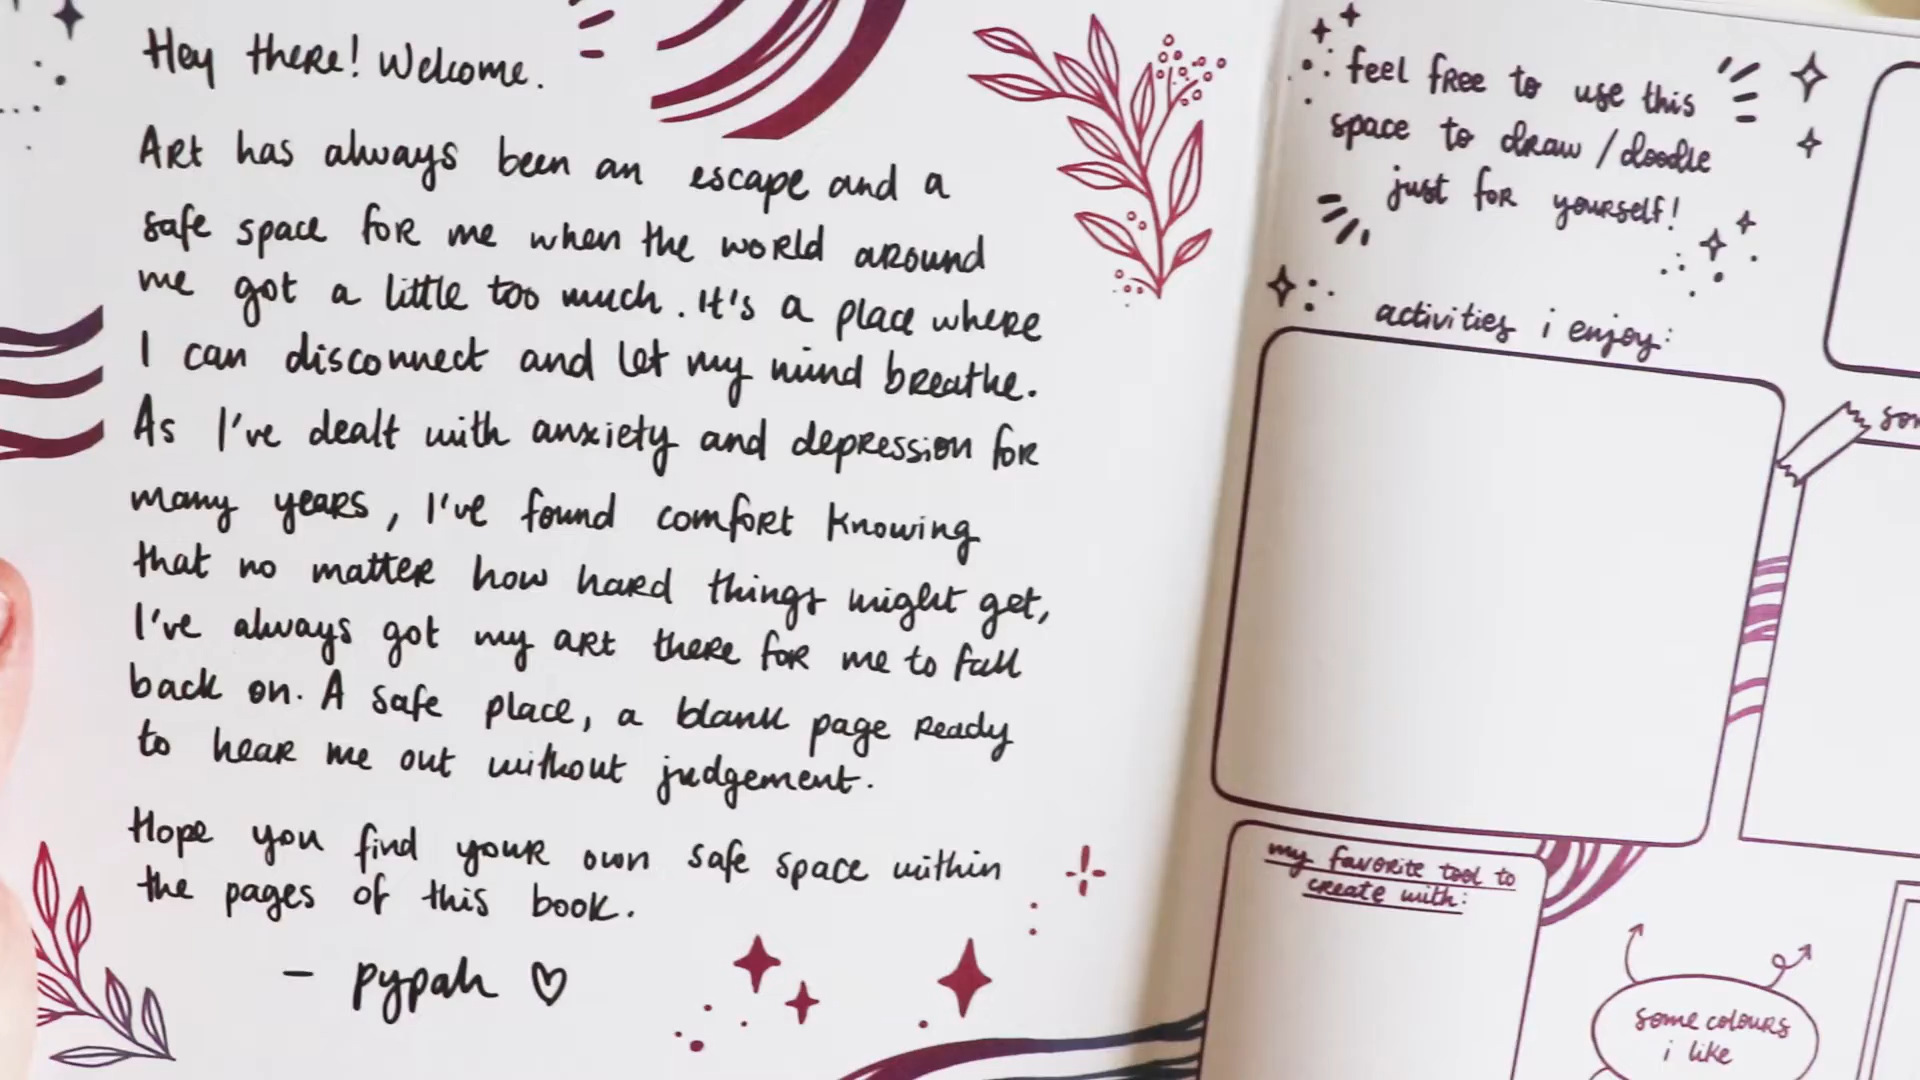 Hey there! Welcome.
Art has always been an escape and a
safe space for me when the world around
me got a little too much. It's a place where
I can disconnect and let my mind breathe.
As I've dealt with anxiety and depression for
many years, I've found comfort knowing
that no matter how hard things might get,
I've always got my art there for me to fall
back on. A safe place, a blank page ready
to hear me out without judgement.
Hope you find your own safe space within
the pages of this book.
- pypah ♡
feel free to use this
space to draw / doodle
just for yourself!
activities i enjoy:
my favorite tool to
create with:
some colours
i like